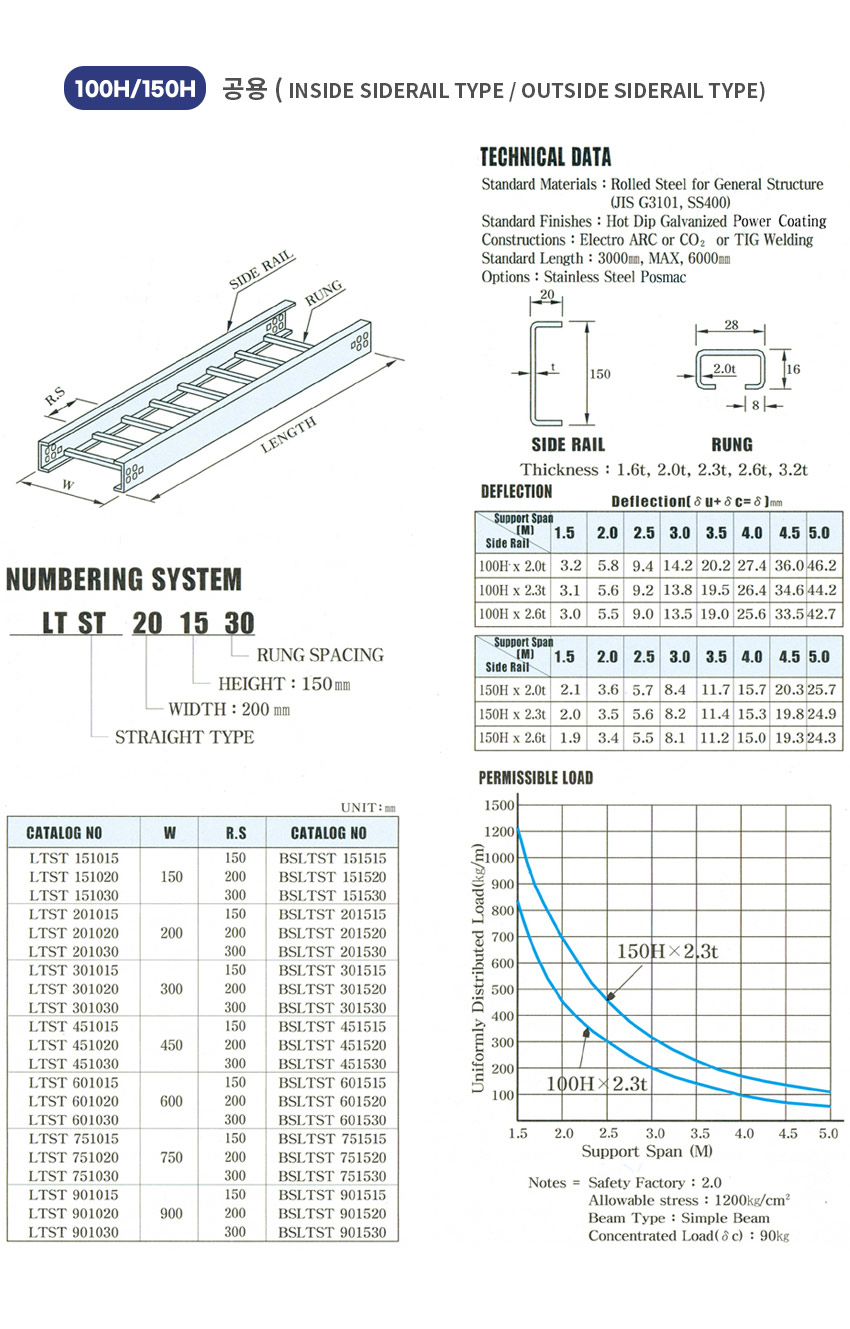 100H/150H 공용 ( INSIDE SIDERAIL TYPE / OUTSIDE SIDERAIL TYPE)
SIDE RAIL
RUNG
R.S
W
LENGTH
NUMBERING SYSTEM
LT ST 20 15 30
RUNG SPACING
HEIGHT : 150㎜
WIDTH : 200 ㎜
STRAIGHT TYPE
UNIT : ㎜
CATALOG NO W R.S CATALOG NO
LTST 151015 150 BSLTST 151515
LTST 151020 150 200 BSLTST 151520
LTST 151030 300 BSLTST 151530
LTST 201015 150 BSLTST 201515
LTST 201020 200 200 BSLTST 201520
LTST 201030 300 BSLTST 201530
LTST 301015 150 BSLTST 301515
LTST 301020 300 200 BSLTST 301520
LTST 301030 300 BSLTST 301530
LTST 451015 150 BSLTST 451515
LTST 451020 450 200 BSLTST 451520
LTST 451030 300 BSLTST 451530
LTST 601015 150 BSLTST 601515
LTST 601020 600 200 BSLTST 601520
LTST 601030 300 BSLTST 601530
LTST 751015 150 BSLTST 751515
LTST 751020 750 200 BSLTST 751520
LTST 751030 300 BSLTST 751530
LTST 901015 150 BSLTST 901515
LTST 901020 900 200 BSLTST 901520
LTST 901030 300 BSLTST 901530
TECHNICAL DATA
Standard Materials : Rolled Steel for General Structure
(JIS G3101, SS400)
Standard Finishes : Hot Dip Galvanized Power Coating
Constructions : Electro ARC or CO₂ or TIG Welding
Standard Length : 3000㎜, MAX, 6000㎜
Options : Stainless Steel Posmac
20
t
150
28
2.0t
16
8
SIDE RAIL
RUNG
Thickness : 1.6t, 2.0t, 2.3t, 2.6t, 3.2t
DEFLECTION
Deflection( δ u+ δ c= δ )㎜
Support Span (M) Side Rail 1.5 2.0 2.5 3.0 3.5 4.0 4.5 5.0
100H x 2.0t 3.2 5.8 9.4 14.2 20.2 27.4 36.0 46.2
100H x 2.3t 3.1 5.6 9.2 13.8 19.5 26.4 34.6 44.2
100H x 2.6t 3.0 5.5 9.0 13.5 19.0 25.6 33.5 42.7
Support Span (M) Side Rail 1.5 2.0 2.5 3.0 3.5 4.0 4.5 5.0
150H x 2.0t 2.1 3.6 5.7 8.4 11.7 15.7 20.3 25.7
150H x 2.3t 2.0 3.5 5.6 8.2 11.4 15.3 19.8 24.9
150H x 2.6t 1.9 3.4 5.5 8.1 11.2 15.0 19.3 24.3
PERMISSIBLE LOAD
Uniformly Distributed Load(㎏/m)
1500
1200
1000
900
800
700
600
500
400
300
200
100
150H×2.3t
100H×2.3t
1.5 2.0 2.5 3.0 3.5 4.0 4.5 5.0
Support Span (M)
Notes = Safety Factory : 2.0
Allowable stress : 1200㎏/cm²
Beam Type : Simple Beam
Concentrated Load(δ c) : 90㎏